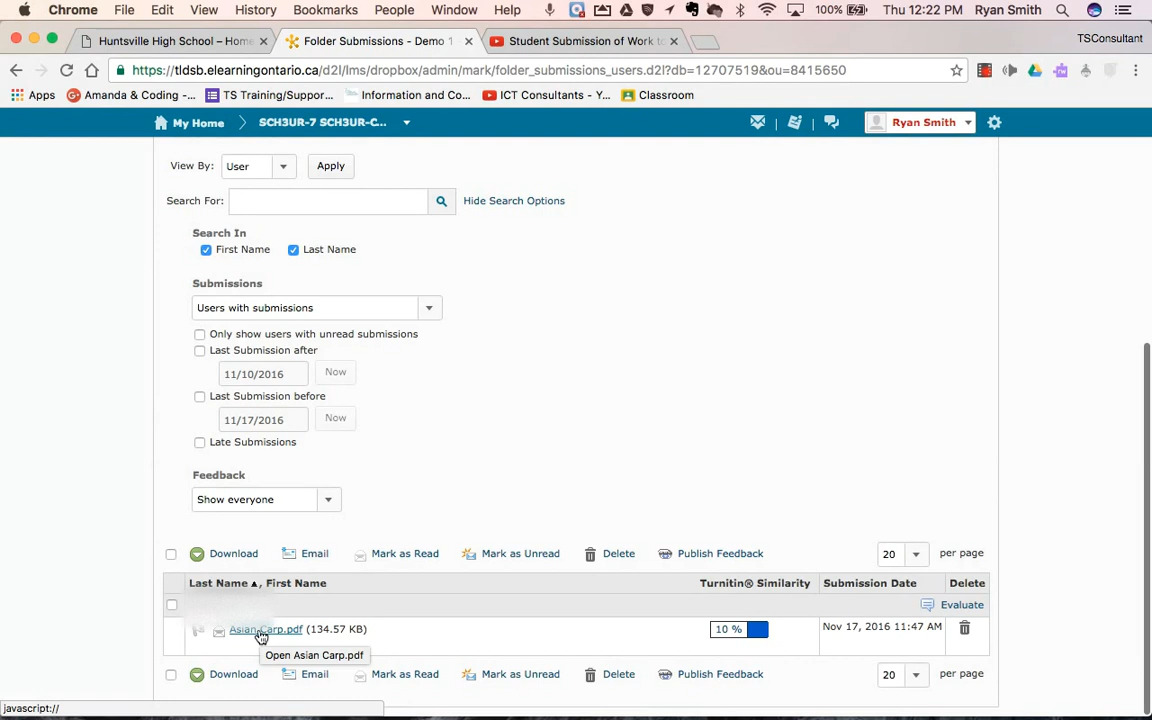 Chrome File Edit View History Bookmarks People Window Help 100% Thu 12:22 PM Ryan Smith
Huntsville High School – Home Folder Submissions - Demo 1 - Student Submission of Work to TSConsultant
https://tldsb.elearningontario.ca/d2l/lms/dropbox/admin/mark/folder_submissions_users.d2l?db=12707519&ou=8415650
Apps Amanda & Coding -... TS Training/Support... Information and Co... ICT Consultants - Y... Classroom
My Home SCH3UR-7 SCH3UR-C... Ryan Smith
View By: User Apply
Search For: Hide Search Options
Search In
First Name Last Name
Submissions
Users with submissions
Only show users with unread submissions
Last Submission after
11/10/2016 Now
Last Submission before
11/17/2016 Now
Late Submissions
Feedback
Show everyone
Download Email Mark as Read Mark as Unread Delete Publish Feedback 20 per page
Last Name ▲, First Name Turnitin® Similarity Submission Date Delete
Evaluate
Asian Carp.pdf (134.57 KB) 10 % Nov 17, 2016 11:47 AM
Open Asian Carp.pdf
Download Email Mark as Read Mark as Unread Delete Publish Feedback 20 per page
javascript://